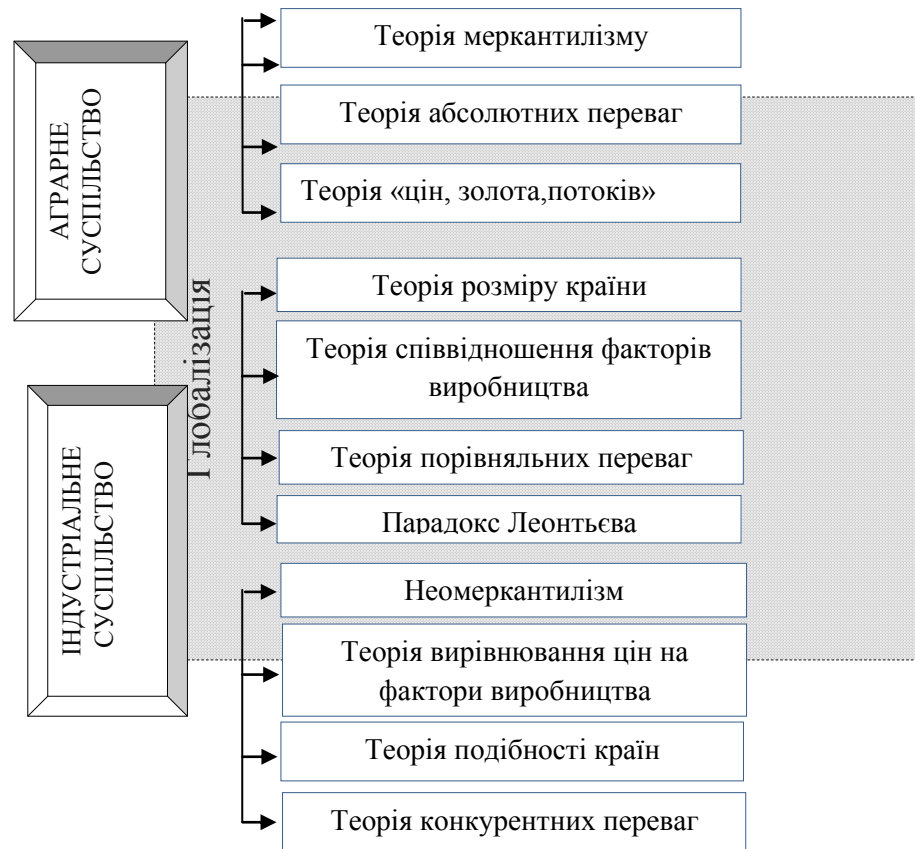 АГРАРНЕ
СУСПІЛЬСТВО
Теорія меркантилізму
Теорія абсолютних переваг
Теорія «цін, золота,потоків»
Глобалізація
Теорія розміру країни
Теорія співвідношення факторів
виробництва
Теорія порівняльних переваг
Парадокс Леонтьєва
ІНДУСТРІАЛЬНЕ
СУСПІЛЬСТВО
Неомеркантилізм
Теорія вирівнювання цін на
фактори виробництва
Теорія подібності країн
Теорія конкурентних переваг